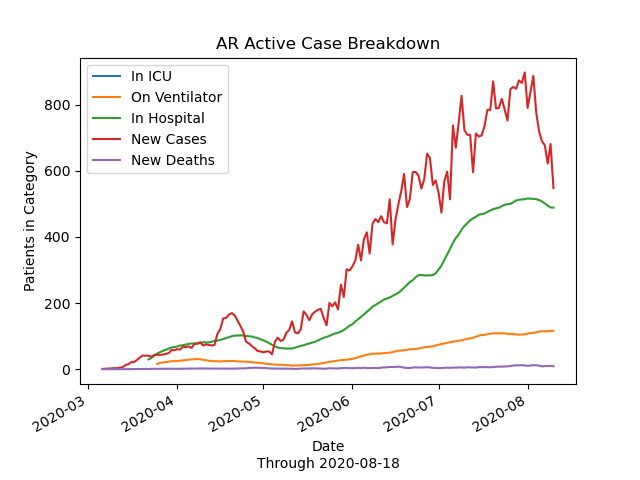 AR Active Case Breakdown
In ICU
On Ventilator
In Hospital
New Cases
New Deaths
Patients in Category
800
600
400
200
0
2020-03
2020-04
2020-05
2020-06
2020-07
2020-08
Date
Through 2020-08-18